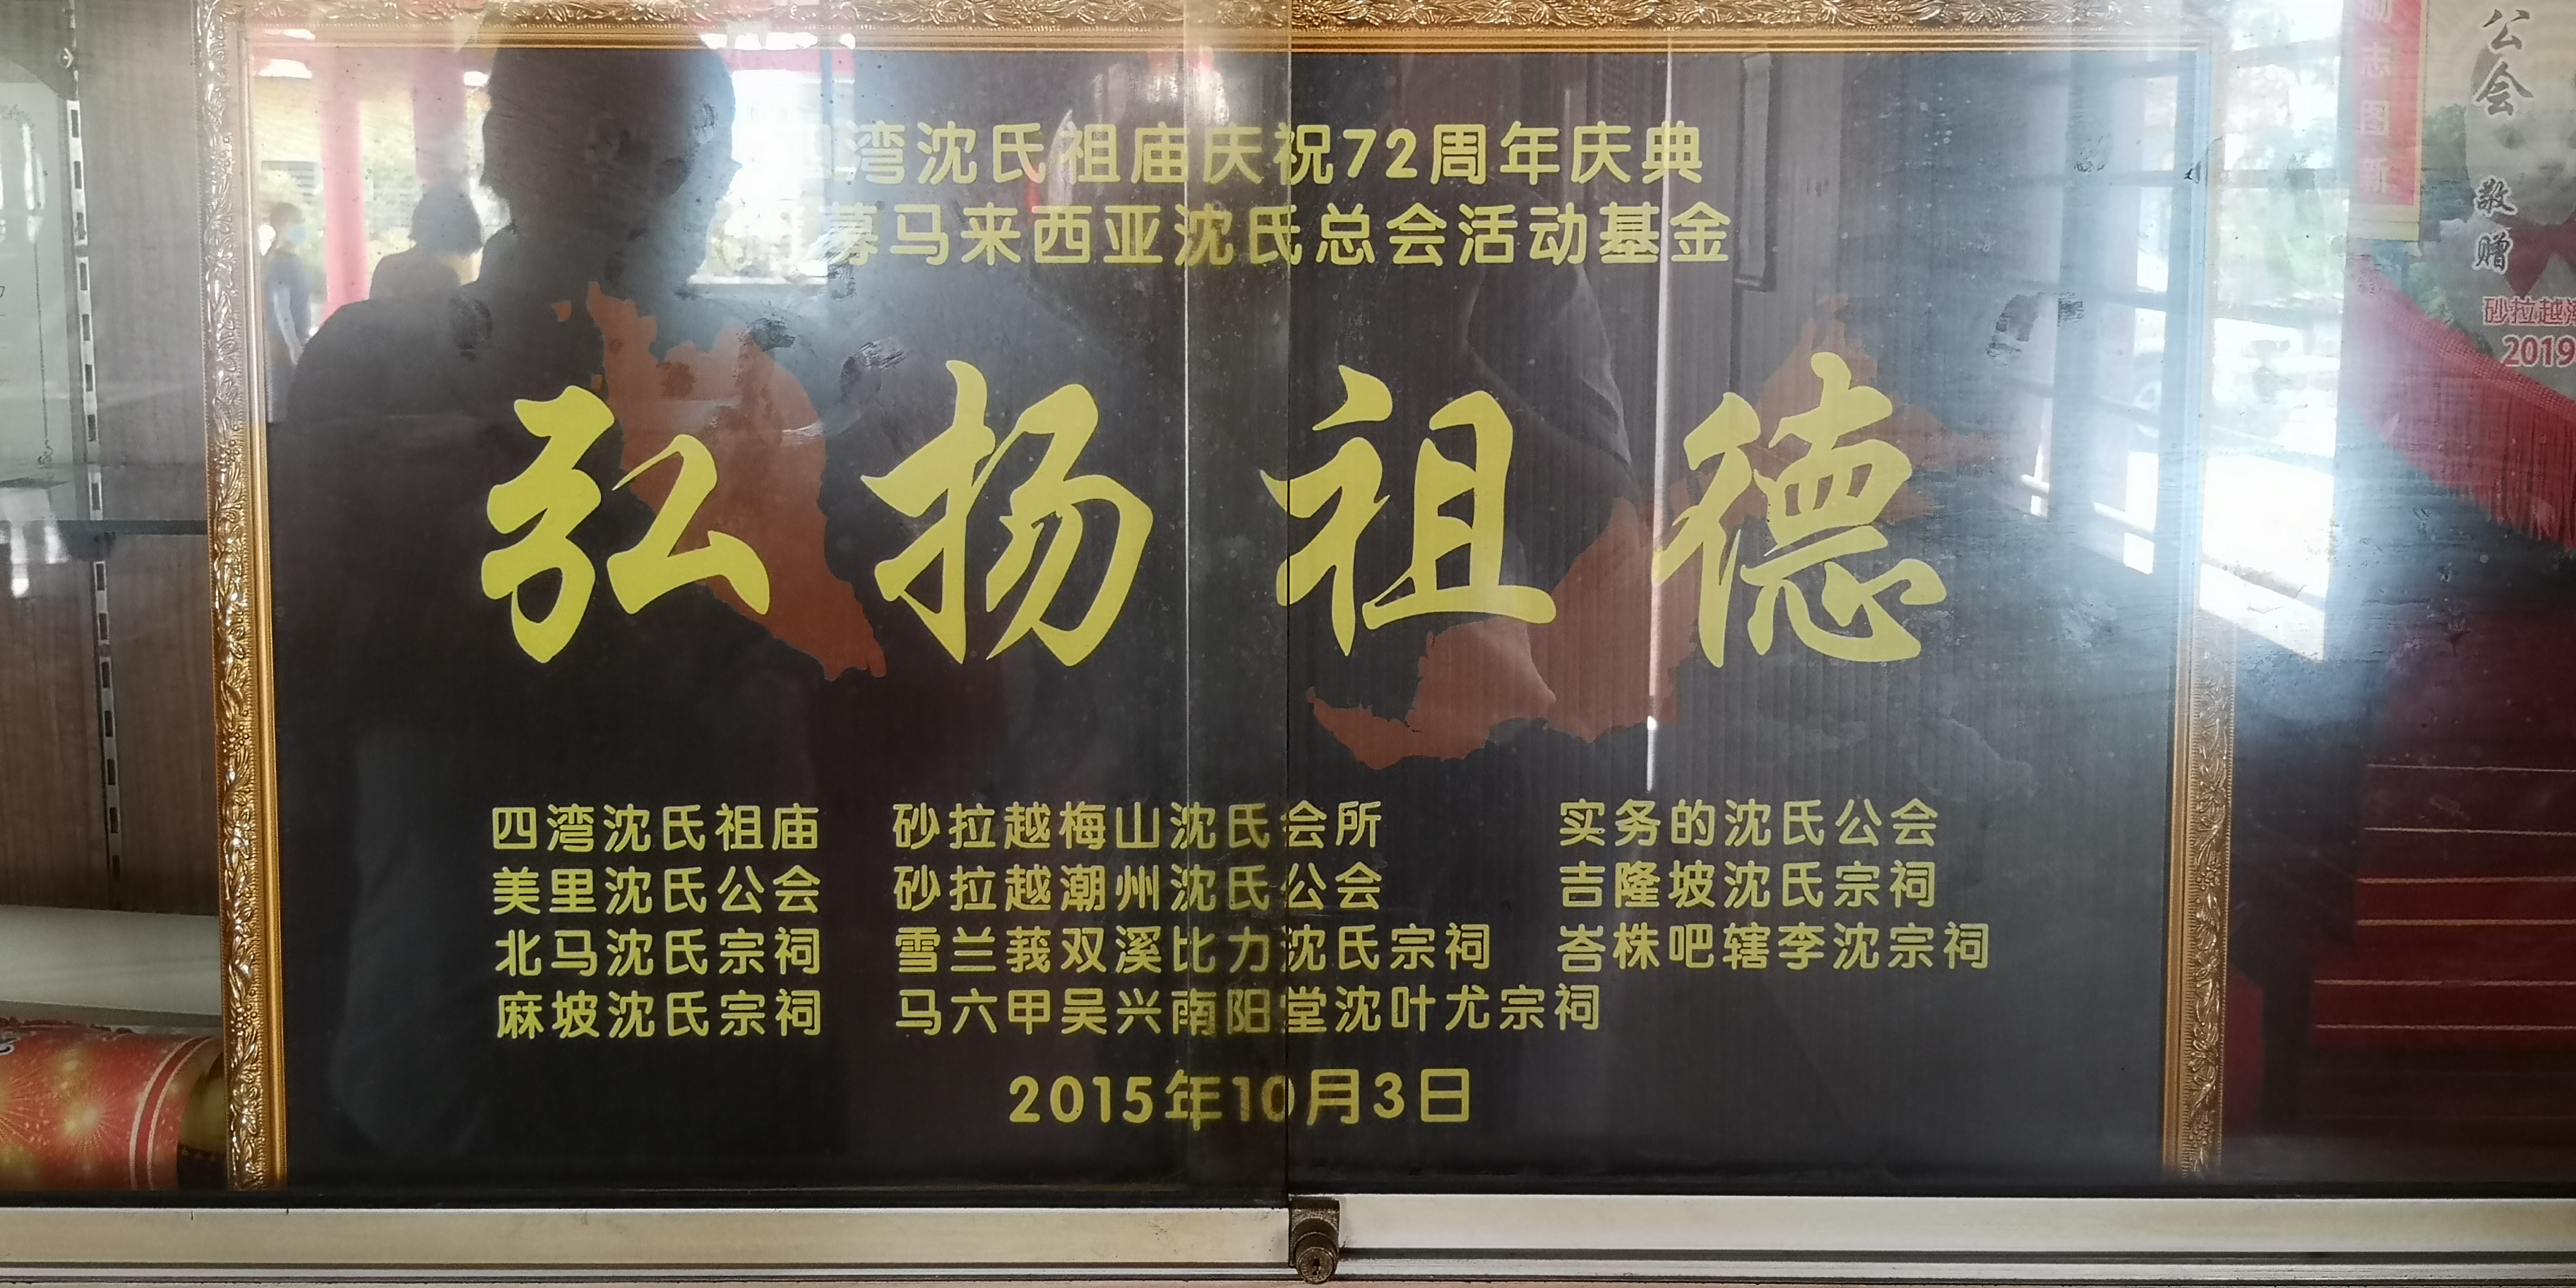 四湾沈氏祖庙庆祝72周年庆典
募马来西亚沈氏总会活动基金
弘扬祖德
四湾沈氏祖庙 砂拉越梅山沈氏会所 实务的沈氏公会
美里沈氏公会 砂拉越潮州沈氏公会 吉隆坡沈氏宗祠
北马沈氏宗祠 雪兰莪双溪比力沈氏宗祠 峇株吧辖李沈宗祠
麻坡沈氏宗祠 马六甲吴兴南阳堂沈叶尤宗祠
2015年10月3日
志图新
公会
敬赠
砂拉越
2019